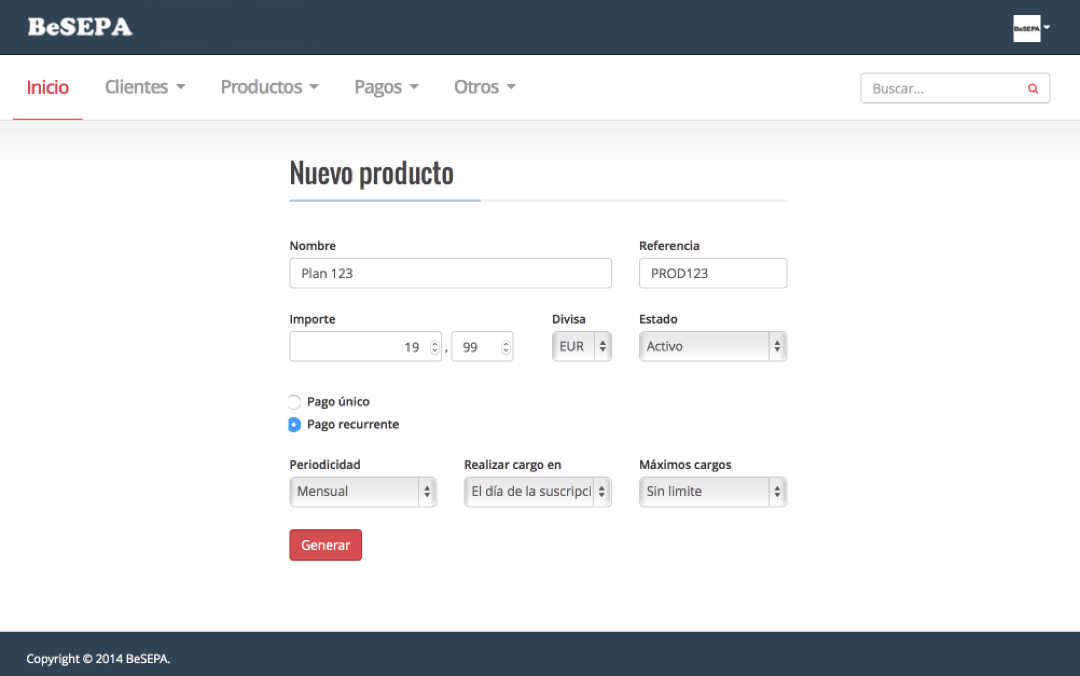 BeSEPA
BeSEPA
Inicio Clientes Productos Pagos Otros Buscar...
Nuevo producto
Nombre Referencia
Plan 123 PROD123
Importe Divisa Estado
19 , 99 EUR Activo
Pago único
Pago recurrente
Periodicidad Realizar cargo en Máximos cargos
Mensual El día de la suscripci Sin limite
Generar
Copyright © 2014 BeSEPA.